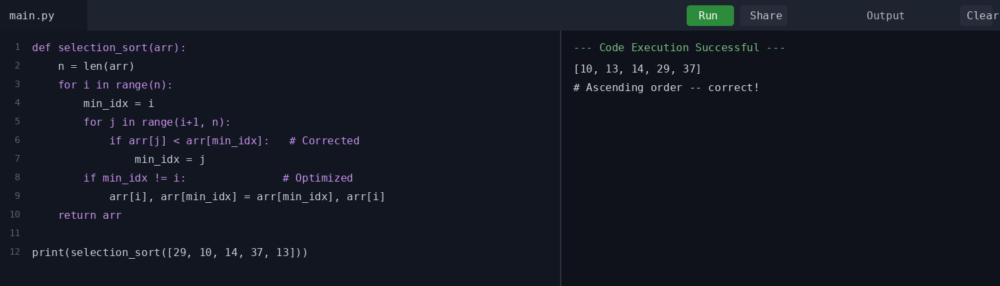 main.py Run Share Output Clear
1 def selection_sort(arr):
2     n = len(arr)
3     for i in range(n):
4         min_idx = i
5         for j in range(i+1, n):
6             if arr[j] < arr[min_idx]:   # Corrected
7                 min_idx = j
8         if min_idx != i:               # Optimized
9             arr[i], arr[min_idx] = arr[min_idx], arr[i]
10     return arr
11
12 print(selection_sort([29, 10, 14, 37, 13]))
--- Code Execution Successful ---
[10, 13, 14, 29, 37]
# Ascending order -- correct!